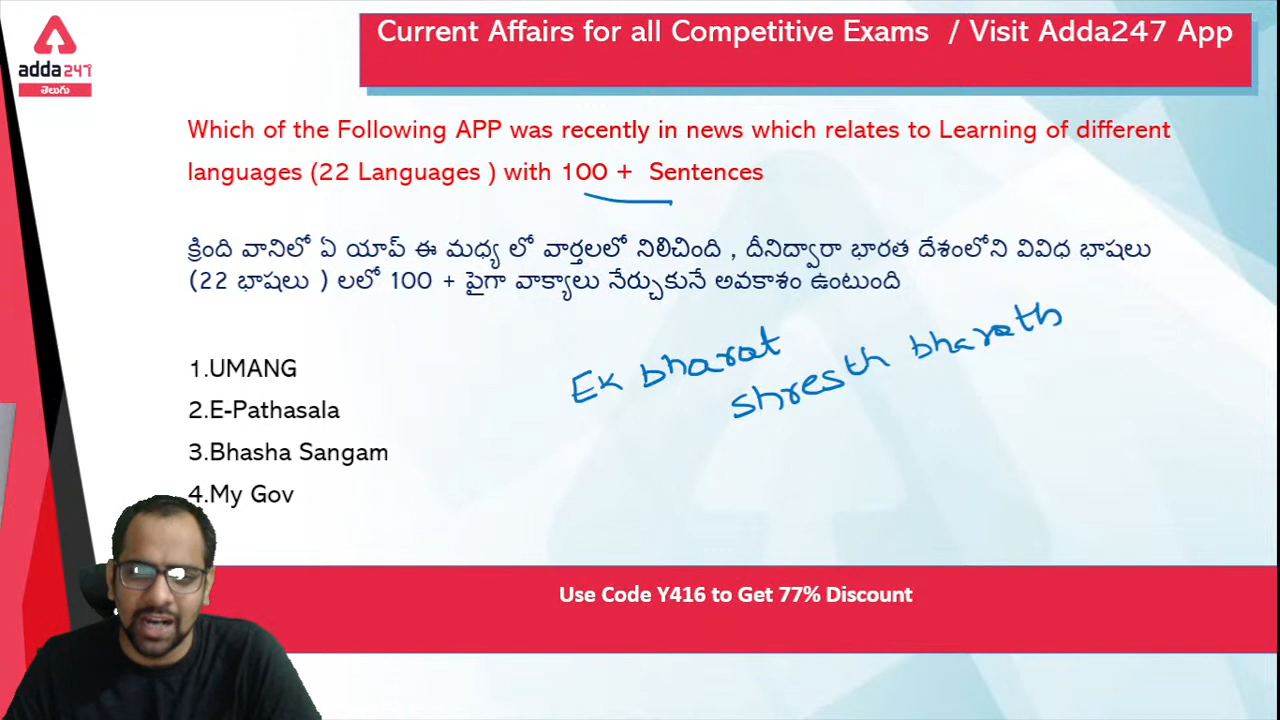 Current Affairs for all Competitive Exams / Visit Adda247 App
adda247
తెలుగు
Which of the Following APP was recently in news which relates to Learning of different
languages (22 Languages ) with 100 + Sentences
క్రింది వానిలో ఏ యాప్ ఈ మధ్య లో వార్తలలో నిలిచింది , దీనిద్వారా భారత దేశంలోని వివిధ భాషలు
(22 భాషలు ) లలో 100 + పైగా వాక్యాలు నేర్చుకునే అవకాశం ఉంటుంది
Ek bharat
shresth bharath
1.UMANG
2.E-Pathasala
3.Bhasha Sangam
4.My Gov
Use Code Y416 to Get 77% Discount